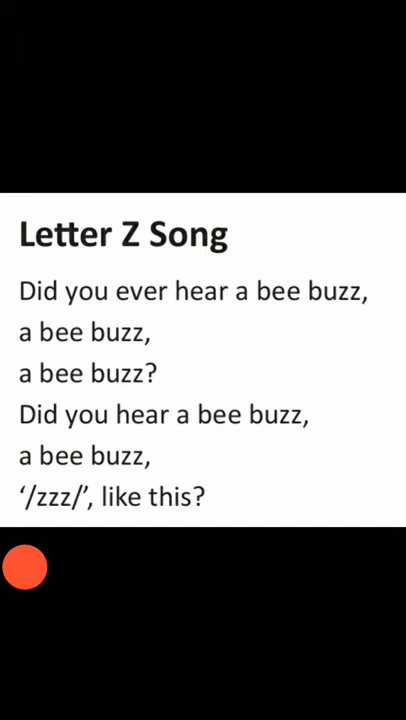 Letter Z Song
Did you ever hear a bee buzz,
a bee buzz,
a bee buzz?
Did you hear a bee buzz,
a bee buzz,
‘/zzz/’, like this?